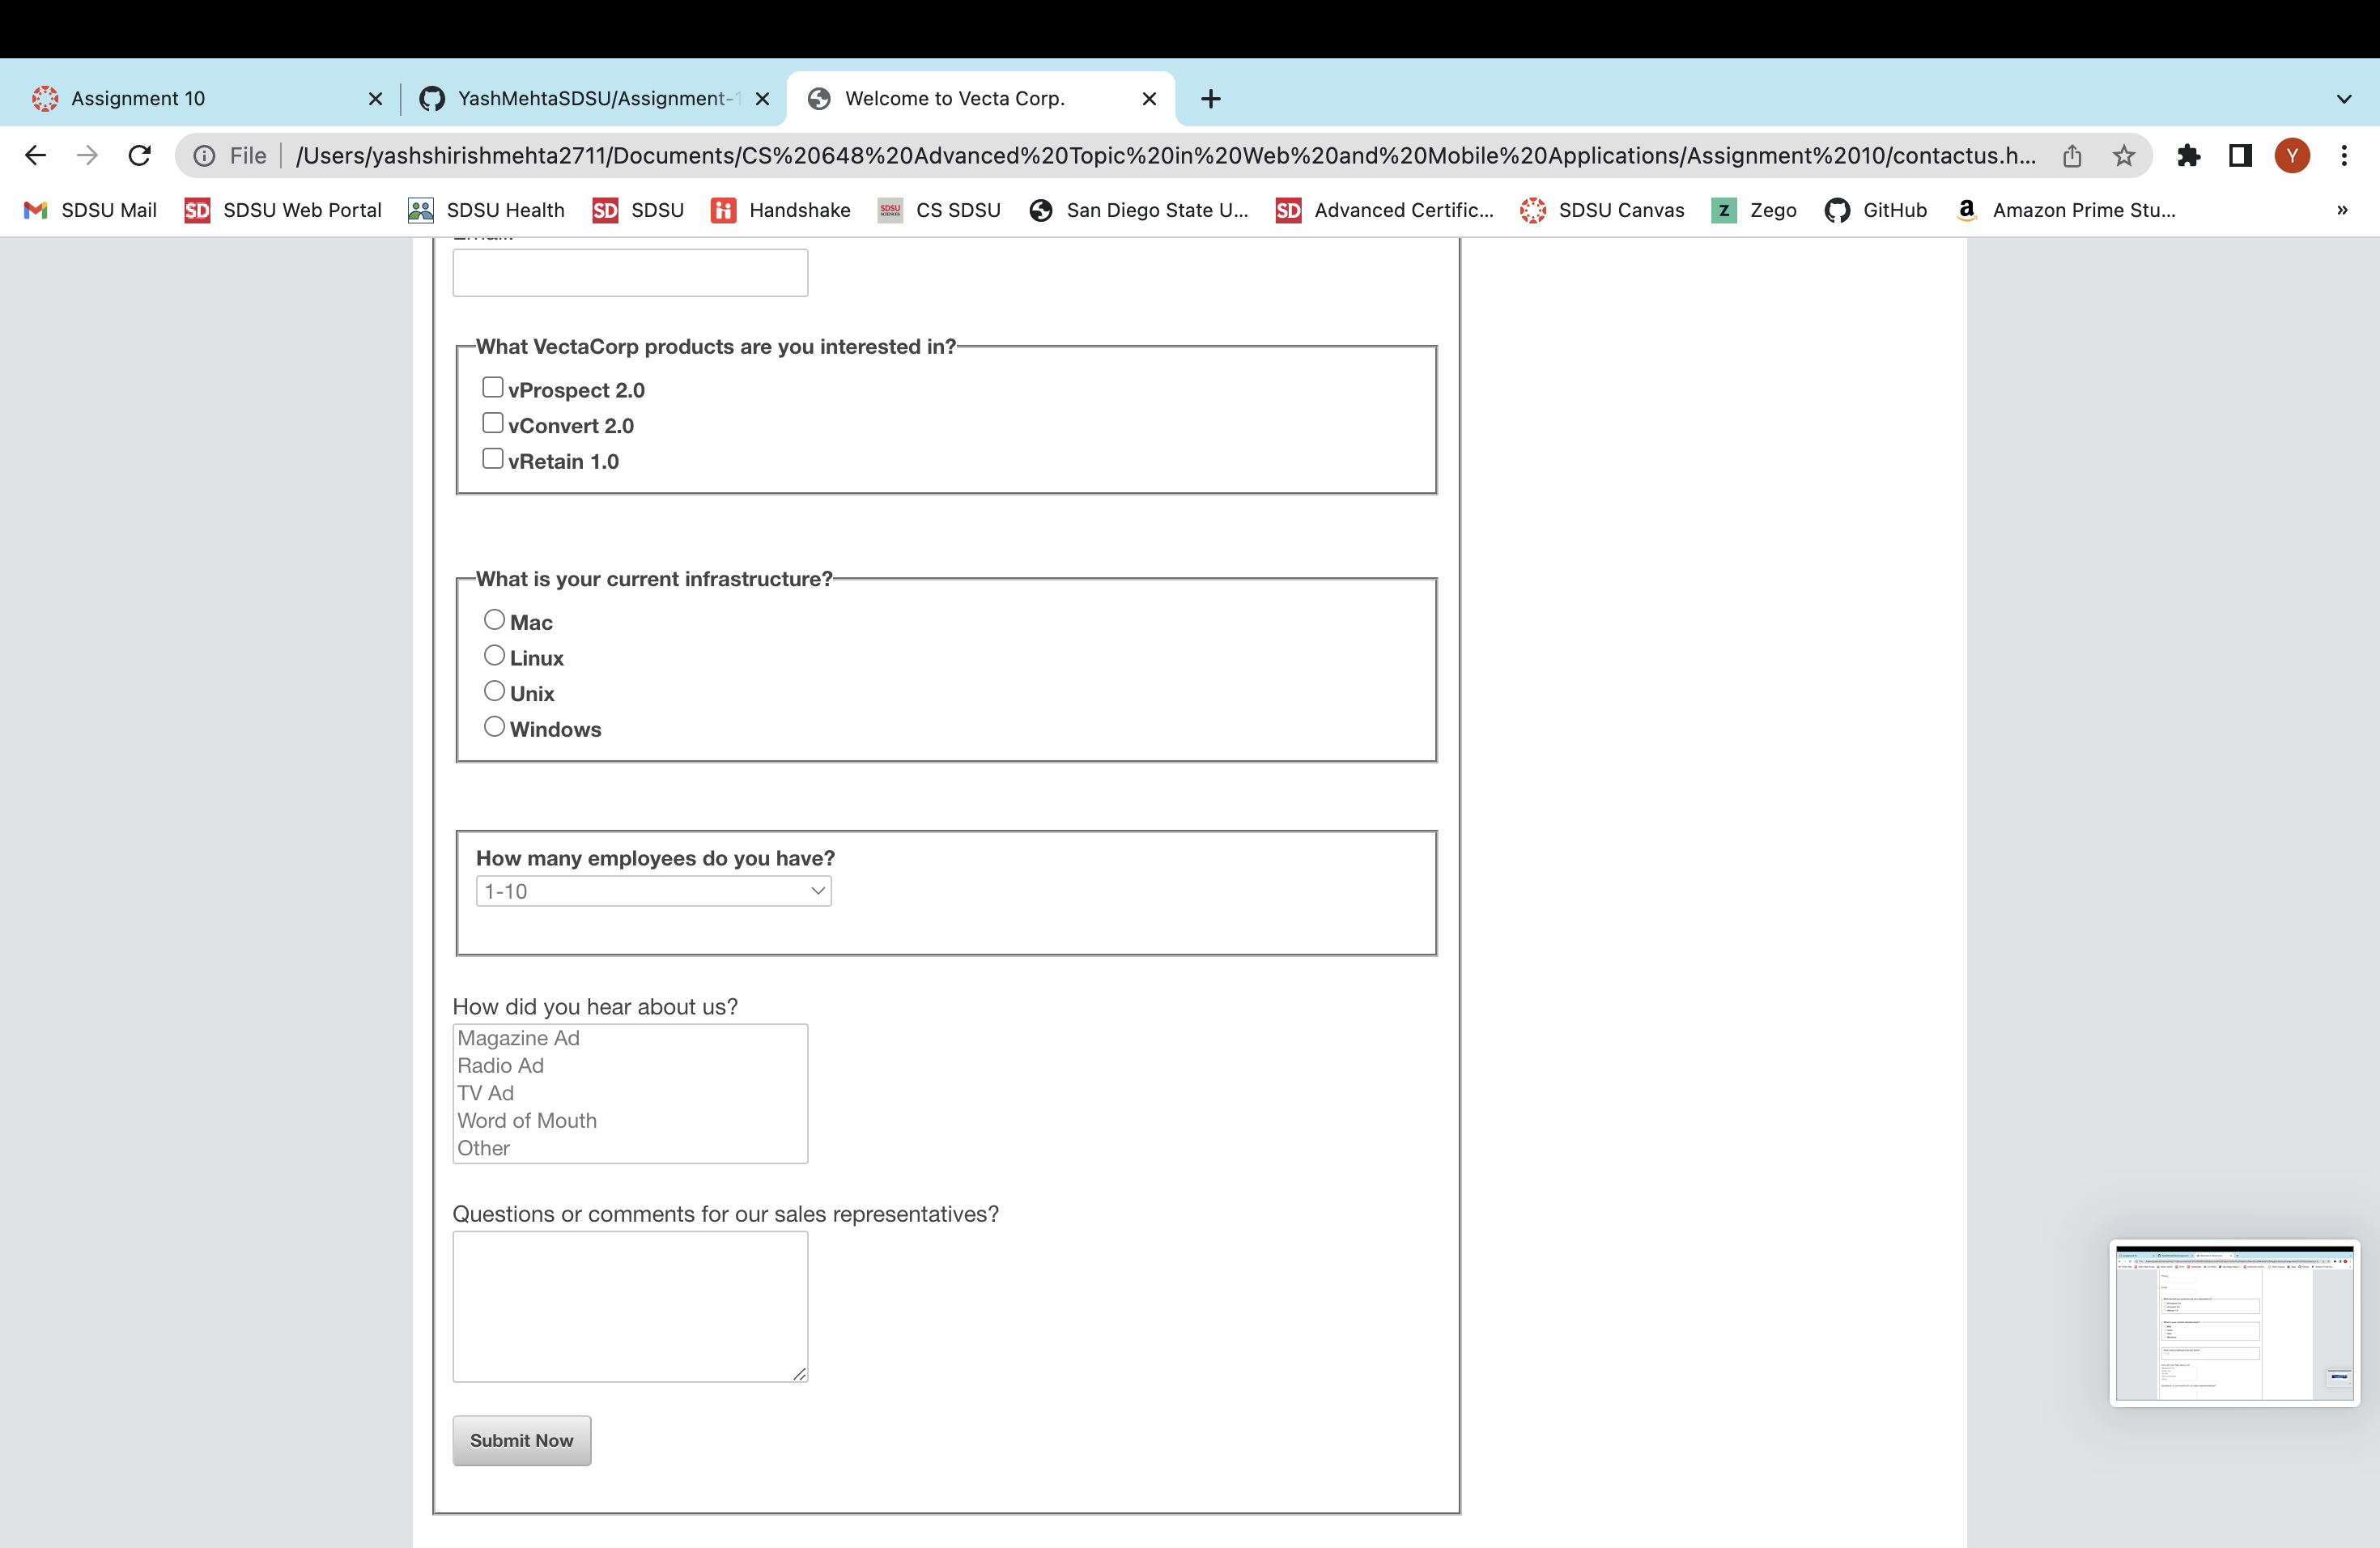 Assignment 10
YashMehtaSDSU/Assignment-1
Welcome to Vecta Corp.
File
/Users/yashshirishmehta2711/Documents/CS%20648%20Advanced%20Topic%20in%20Web%20and%20Mobile%20Applications/Assignment%2010/contactus.h...
Y
SDSU Mail
SD SDSU Web Portal
SDSU Health
SD SDSU
Handshake
SDSU CS SDSU
San Diego State U...
SD Advanced Certific...
SDSU Canvas
Z Zego
GitHub
a Amazon Prime Stu...
»
What VectaCorp products are you interested in?
vProspect 2.0
vConvert 2.0
vRetain 1.0
What is your current infrastructure?
Mac
Linux
Unix
Windows
How many employees do you have?
1-10
How did you hear about us?
Magazine Ad
Radio Ad
TV Ad
Word of Mouth
Other
Questions or comments for our sales representatives?
Submit Now